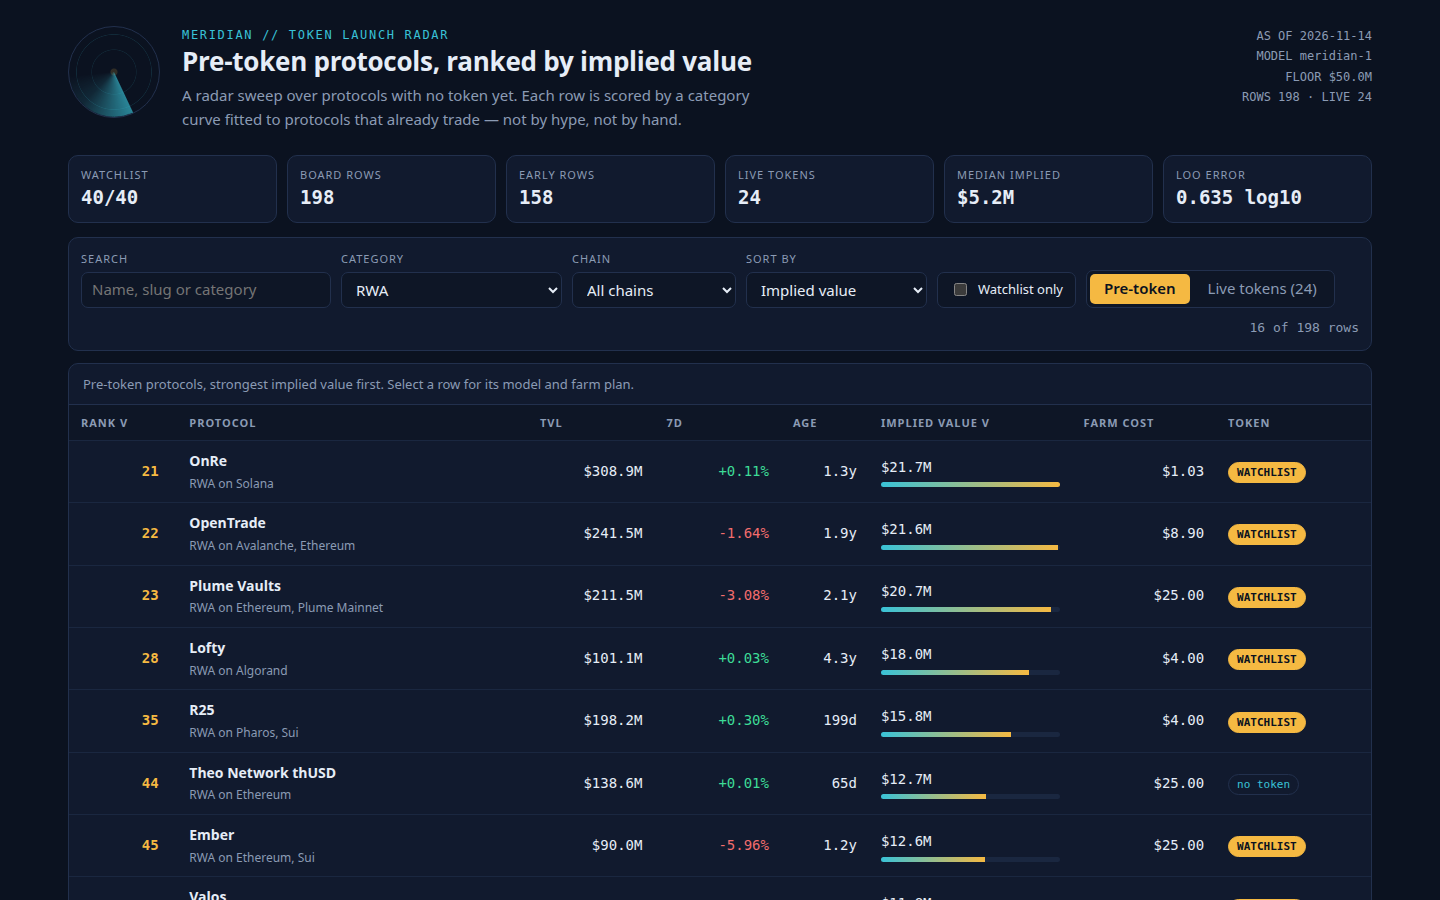 MERIDIAN // TOKEN LAUNCH RADAR
Pre-token protocols, ranked by implied value
A radar sweep over protocols with no token yet. Each row is scored by a category
curve fitted to protocols that already trade — not by hype, not by hand.
AS OF 2026-11-14
MODEL meridian-1
FLOOR $50.0M
ROWS 198 · LIVE 24
WATCHLIST
40/40
BOARD ROWS
198
EARLY ROWS
158
LIVE TOKENS
24
MEDIAN IMPLIED
$5.2M
LOO ERROR
0.635 log10
SEARCH
Name, slug or category
CATEGORY
RWA
CHAIN
All chains
SORT BY
Implied value
Watchlist only
Pre-token
Live tokens (24)
16 of 198 rows
Pre-token protocols, strongest implied value first. Select a row for its model and farm plan.
RANK V PROTOCOL TVL 7D AGE IMPLIED VALUE V FARM COST TOKEN
21 OnRe $308.9M +0.11% 1.3y $21.7M $1.03 WATCHLIST
RWA on Solana
22 OpenTrade $241.5M -1.64% 1.9y $21.6M $8.90 WATCHLIST
RWA on Avalanche, Ethereum
23 Plume Vaults $211.5M -3.08% 2.1y $20.7M $25.00 WATCHLIST
RWA on Ethereum, Plume Mainnet
28 Lofty $101.1M +0.03% 4.3y $18.0M $4.00 WATCHLIST
RWA on Algorand
35 R25 $198.2M +0.30% 199d $15.8M $4.00 WATCHLIST
RWA on Pharos, Sui
44 Theo Network thUSD $138.6M +0.01% 65d $12.7M $25.00 no token
RWA on Ethereum
45 Ember $90.0M -5.96% 1.2y $12.6M $25.00 WATCHLIST
RWA on Ethereum, Sui
Valos